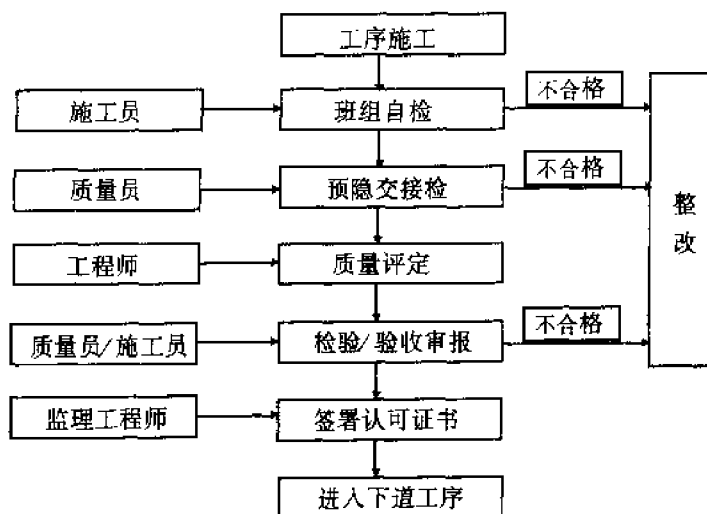 工序施工
施工员
班组自检
不合格
质量员
预隐交接检
不合格
整改
工程师
质量评定
质量员/施工员
检验/验收审报
不合格
监理工程师
签署认可证书
进入下道工序